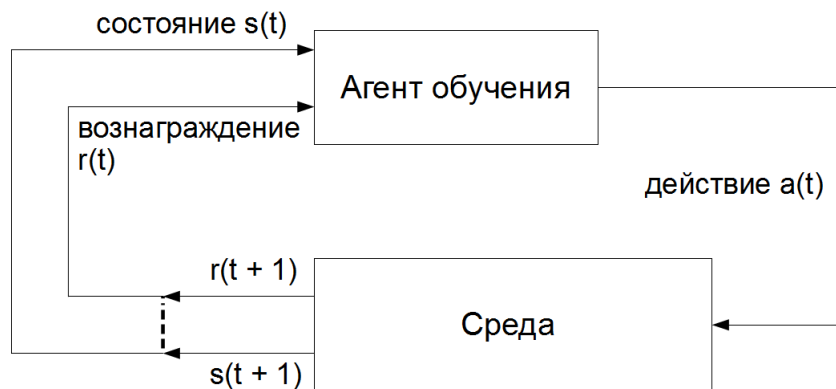 состояние s(t)
Агент обучения
вознаграждение
r(t)
действие a(t)
r(t + 1)
Среда
s(t + 1)